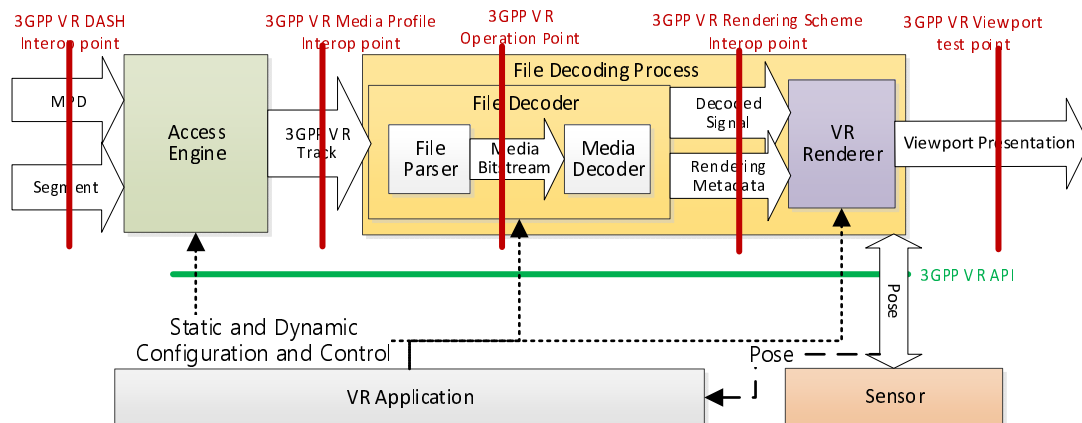 3GPP VR DASH
Interop point
3GPP VR Media Profile
Interop point
3GPP VR
Operation Point
3GPP VR Rendering Scheme
Interop point
3GPP VR Viewport
test point
File Decoding Process
MPD
Segment
Access
Engine
3GPP VR
Track
File Decoder
File
Parser
Media
Bitstream
Media
Decoder
Decoded
Signal
Rendering
Metadata
VR
Renderer
Viewport Presentation
3GPP VR API
Pose
Static and Dynamic
Configuration and Control
Pose
VR Application
Sensor